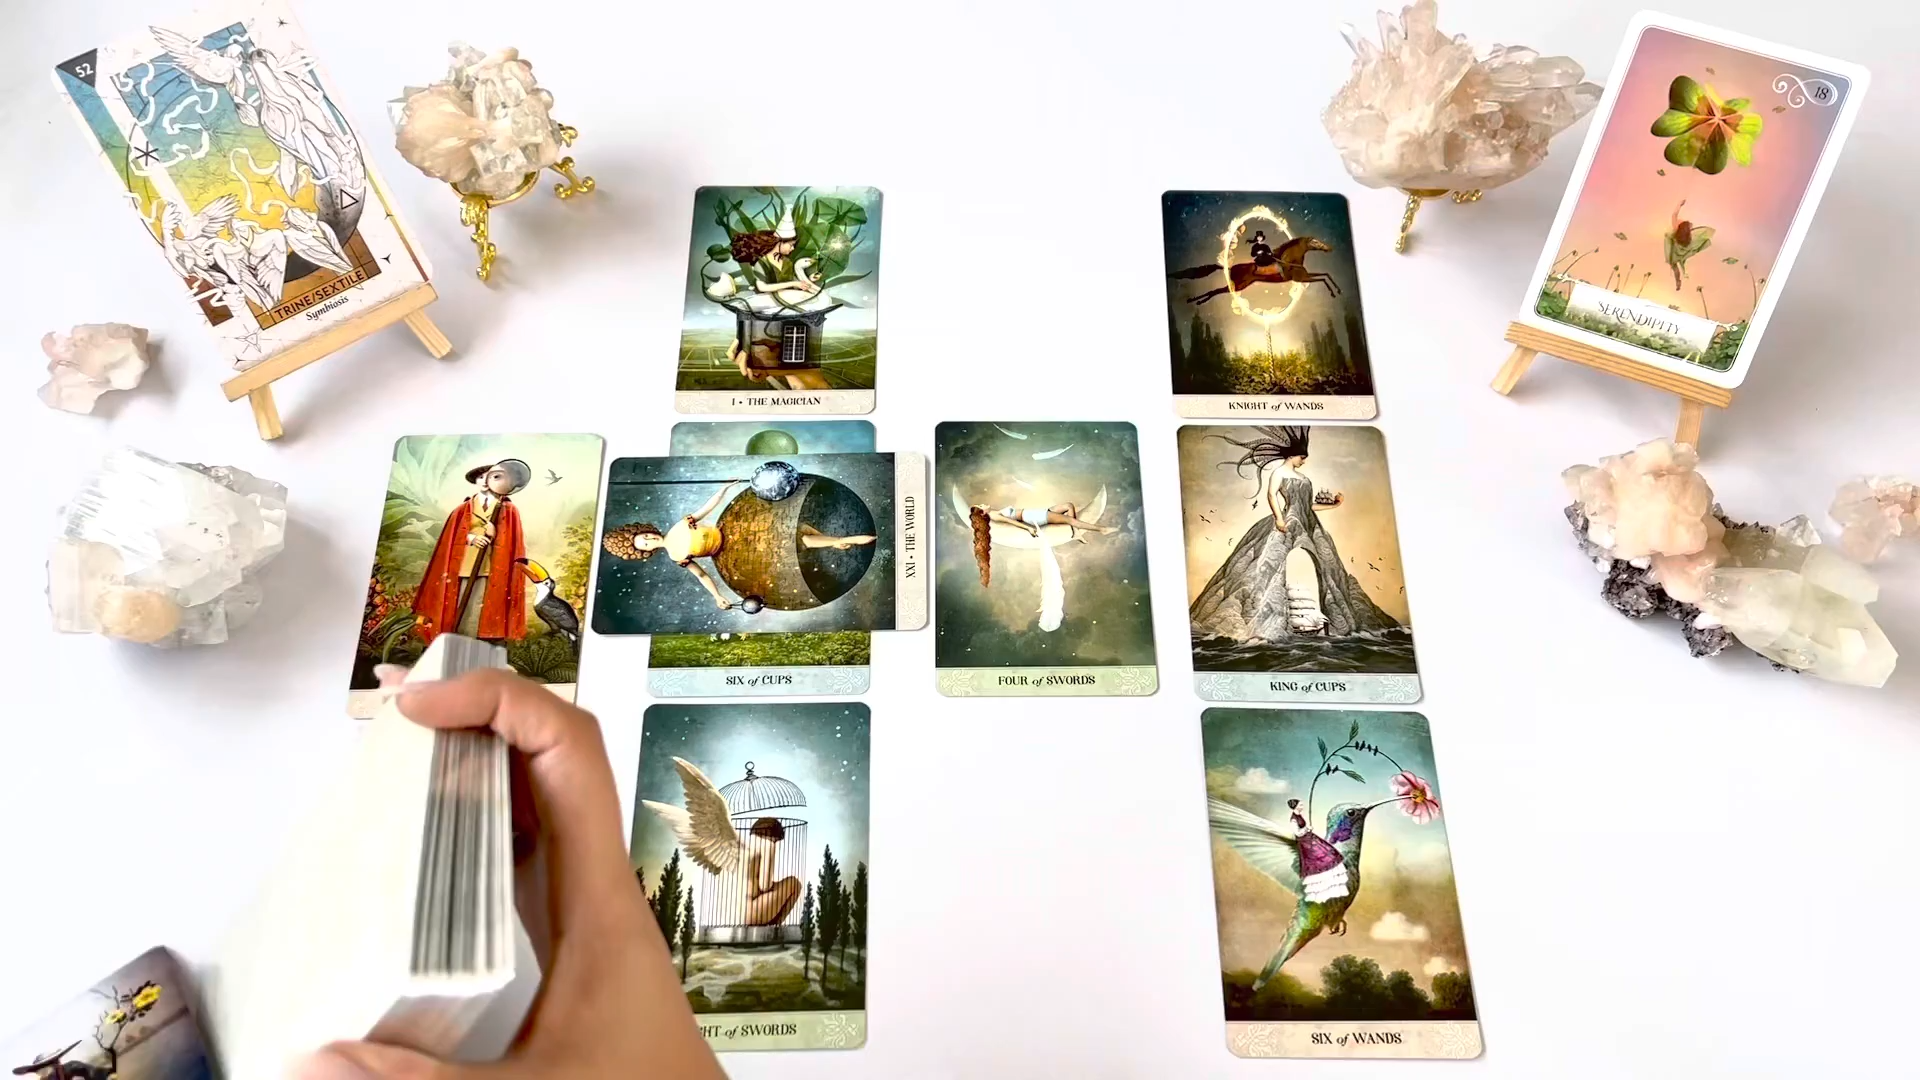 52
TRINE/SEXTILE
Symbiosis
18
SERENDIPITY
I • THE MAGICIAN
KNIGHT of WANDS
XXI • THE WORLD
SIX of CUPS
FOUR of SWORDS
KING of CUPS
HT of SWORDS
SIX of WANDS